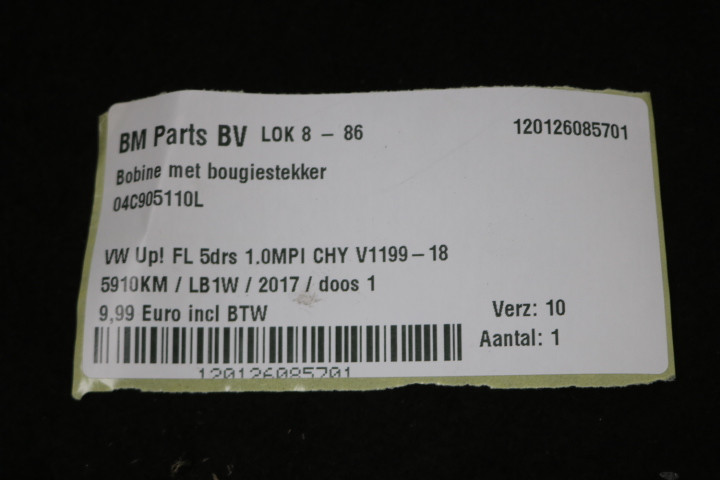 BM Parts BV LOK 8 - 86 120126085701
Bobine met bougiestekker
04C905110L
VW Up! FL 5drs 1.0MPI CHY V1199-18
5910KM / LB1W / 2017 / doos 1
9,99 Euro incl BTW Verz: 10
Aantal: 1
120126085701